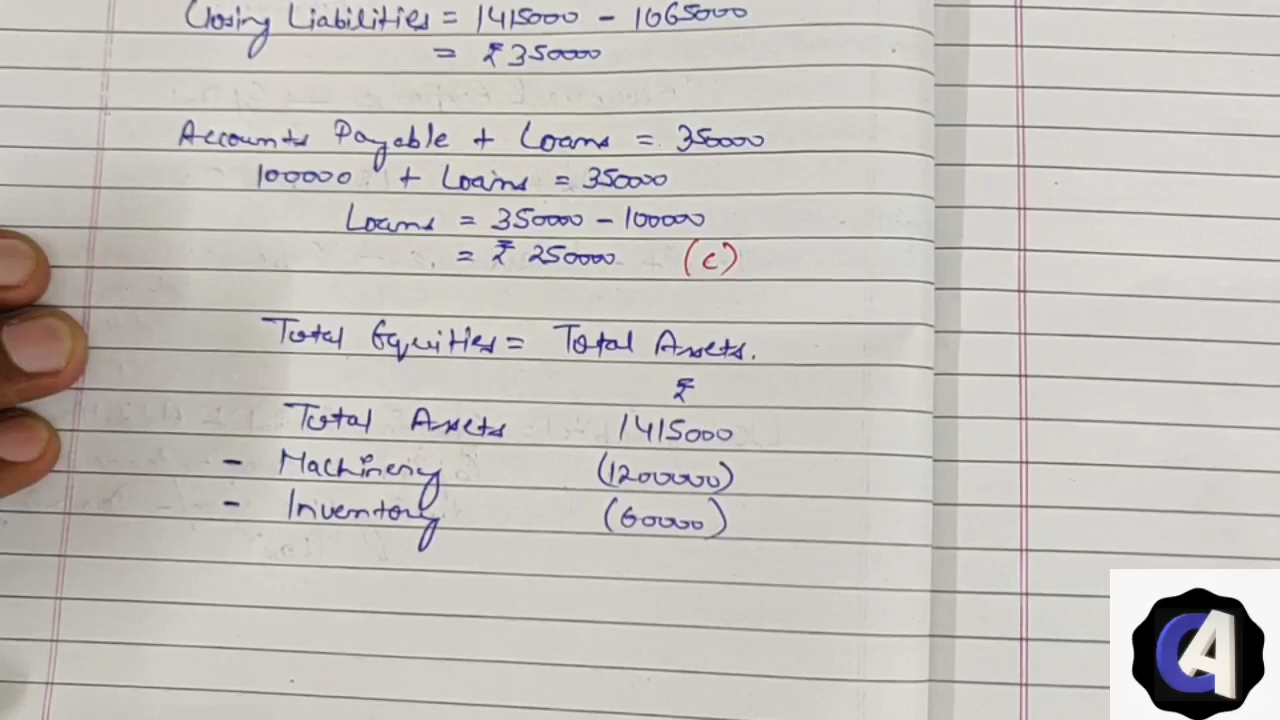 Closing Liabilities = 1415000 - 1065000
= ₹350000
Accounts Payable + Loans = 350000
100000 + Loans = 350000
Loans = 350000 - 100000
= ₹ 250000 (c)
Total Equities = Total Assets.
₹
Total Assets 1415000
- Machinery (1200000)
- Inventory (60000)
CA